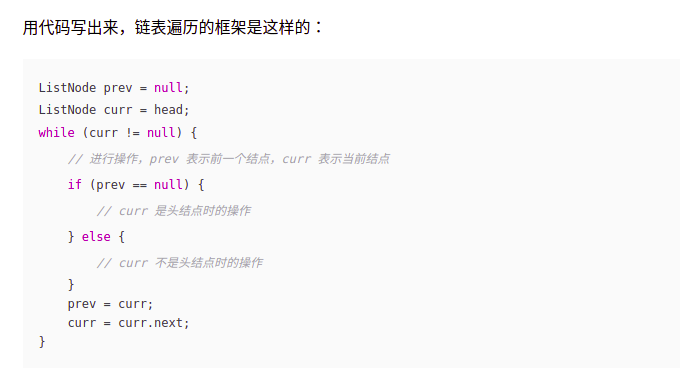 用代码写出来，链表遍历的框架是这样的：
ListNode prev = null;
ListNode curr = head;
while (curr != null) {
    // 进行操作，prev 表示前一个结点，curr 表示当前结点
    if (prev == null) {
        // curr 是头结点时的操作
    } else {
        // curr 不是头结点时的操作
    }
    prev = curr;
    curr = curr.next;
}